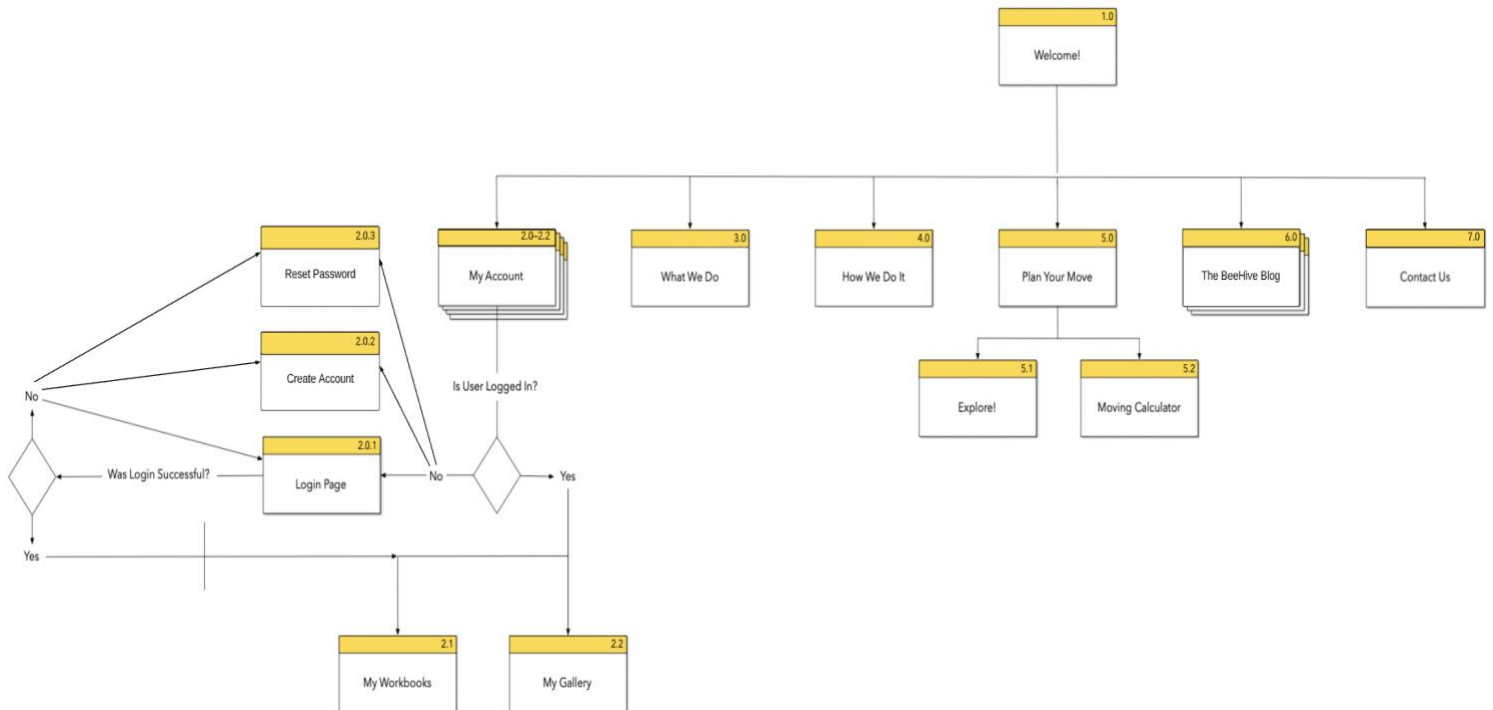 1.0
Welcome!
2.0.3
Reset Password
2.0–2.2
My Account
3.0
What We Do
4.0
How We Do It
5.0
Plan Your Move
6.0
The BeeHive Blog
7.0
Contact Us
2.0.2
Create Account
Is User Logged In?
5.1
Explore!
5.2
Moving Calculator
No
2.0.1
Login Page
Was Login Successful?
No
Yes
Yes
2.1
My Workbooks
2.2
My Gallery